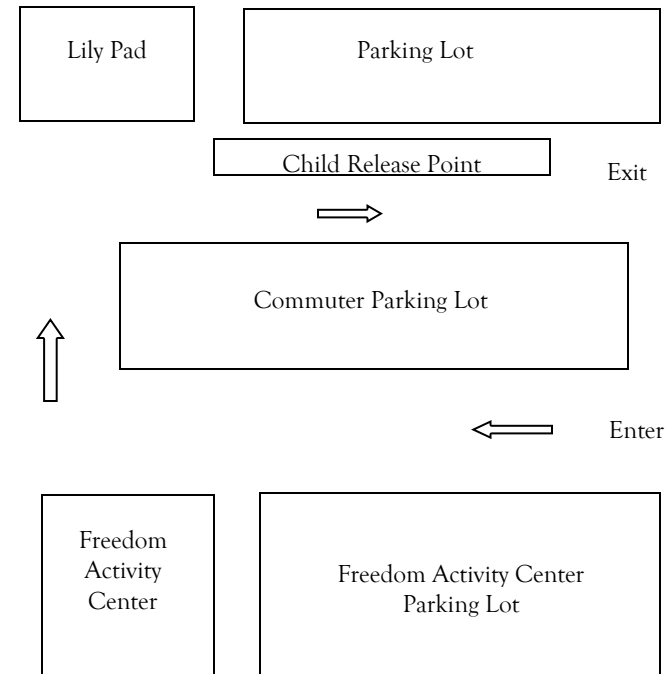 Lily Pad
Parking Lot
Child Release Point
Exit
Commuter Parking Lot
Enter
Freedom
Activity
Center
Freedom Activity Center
Parking Lot